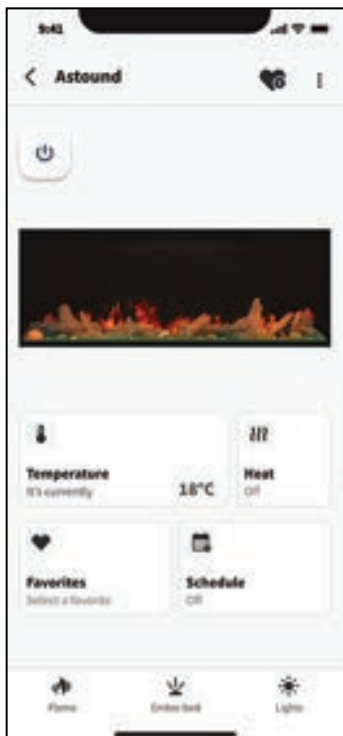 9:41
Astound
Temperature
It's currently
18°C
Heat
Off
Favorites
Select a favorite
Schedule
Off
Flame
Ember bed
Lights